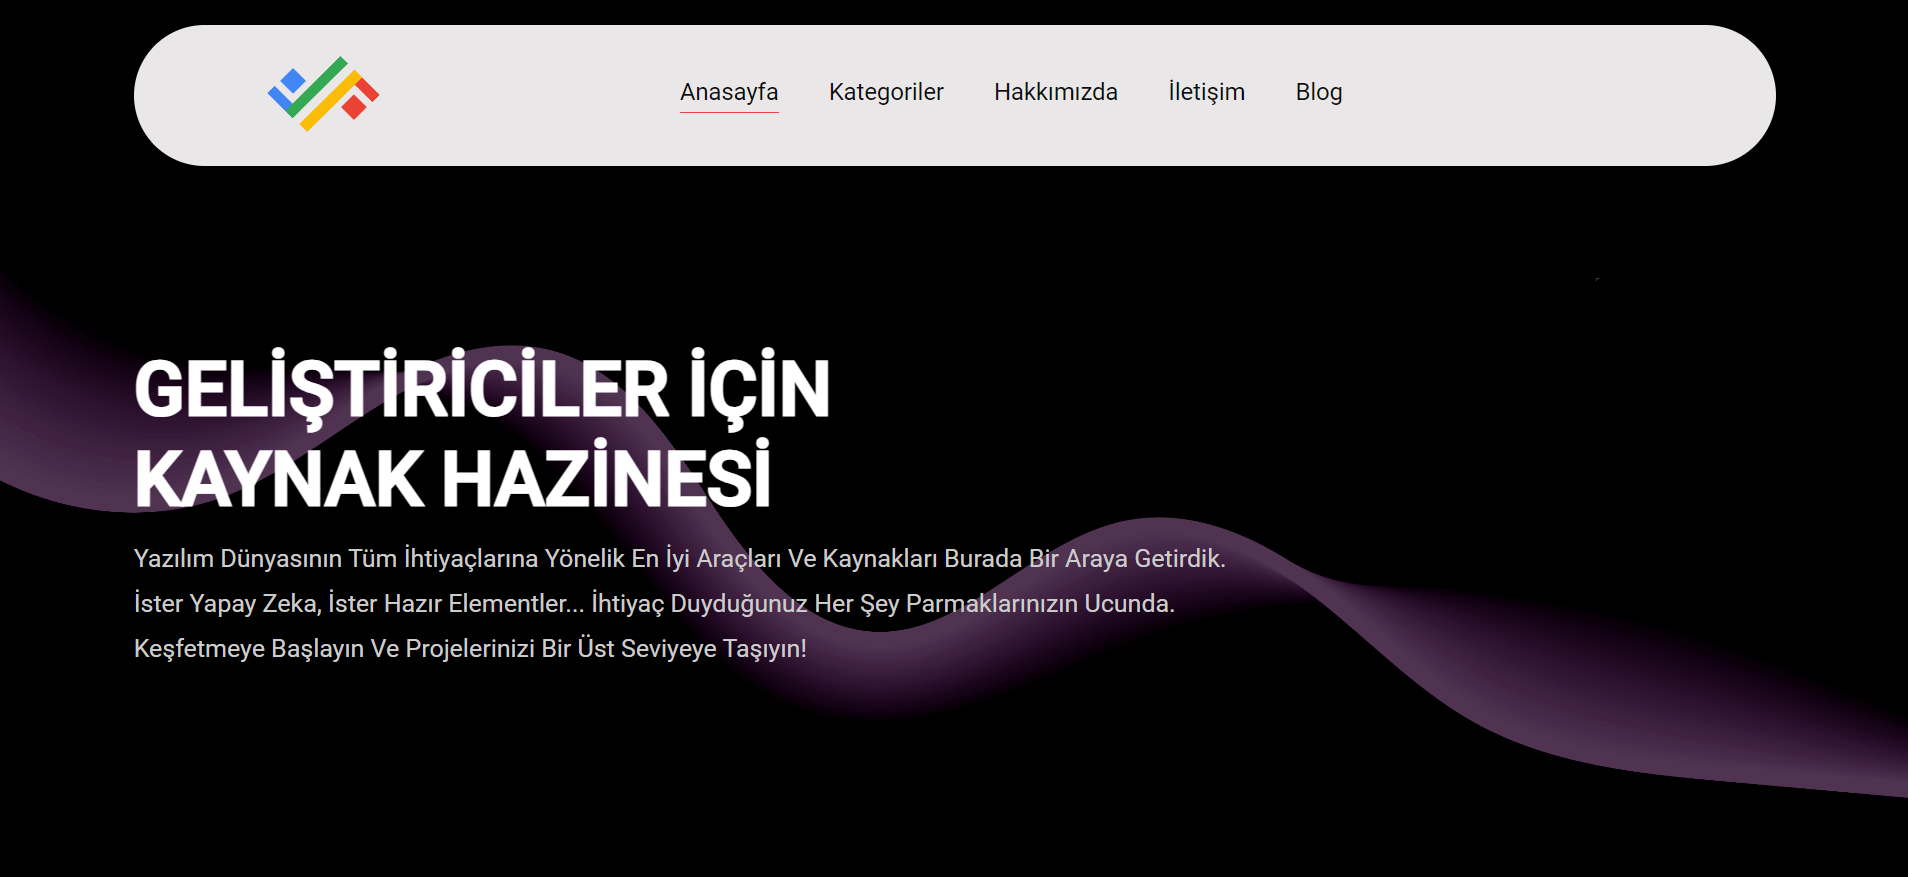 Anasayfa Kategoriler Hakkımızda İletişim Blog
GELİŞTİRİCİLER İÇİN
KAYNAK HAZİNESİ
Yazılım Dünyasının Tüm İhtiyaçlarına Yönelik En İyi Araçları Ve Kaynakları Burada Bir Araya Getirdik.
İster Yapay Zeka, İster Hazır Elementler... İhtiyaç Duyduğunuz Her Şey Parmaklarınızın Ucunda.
Keşfetmeye Başlayın Ve Projelerinizi Bir Üst Seviyeye Taşıyın!